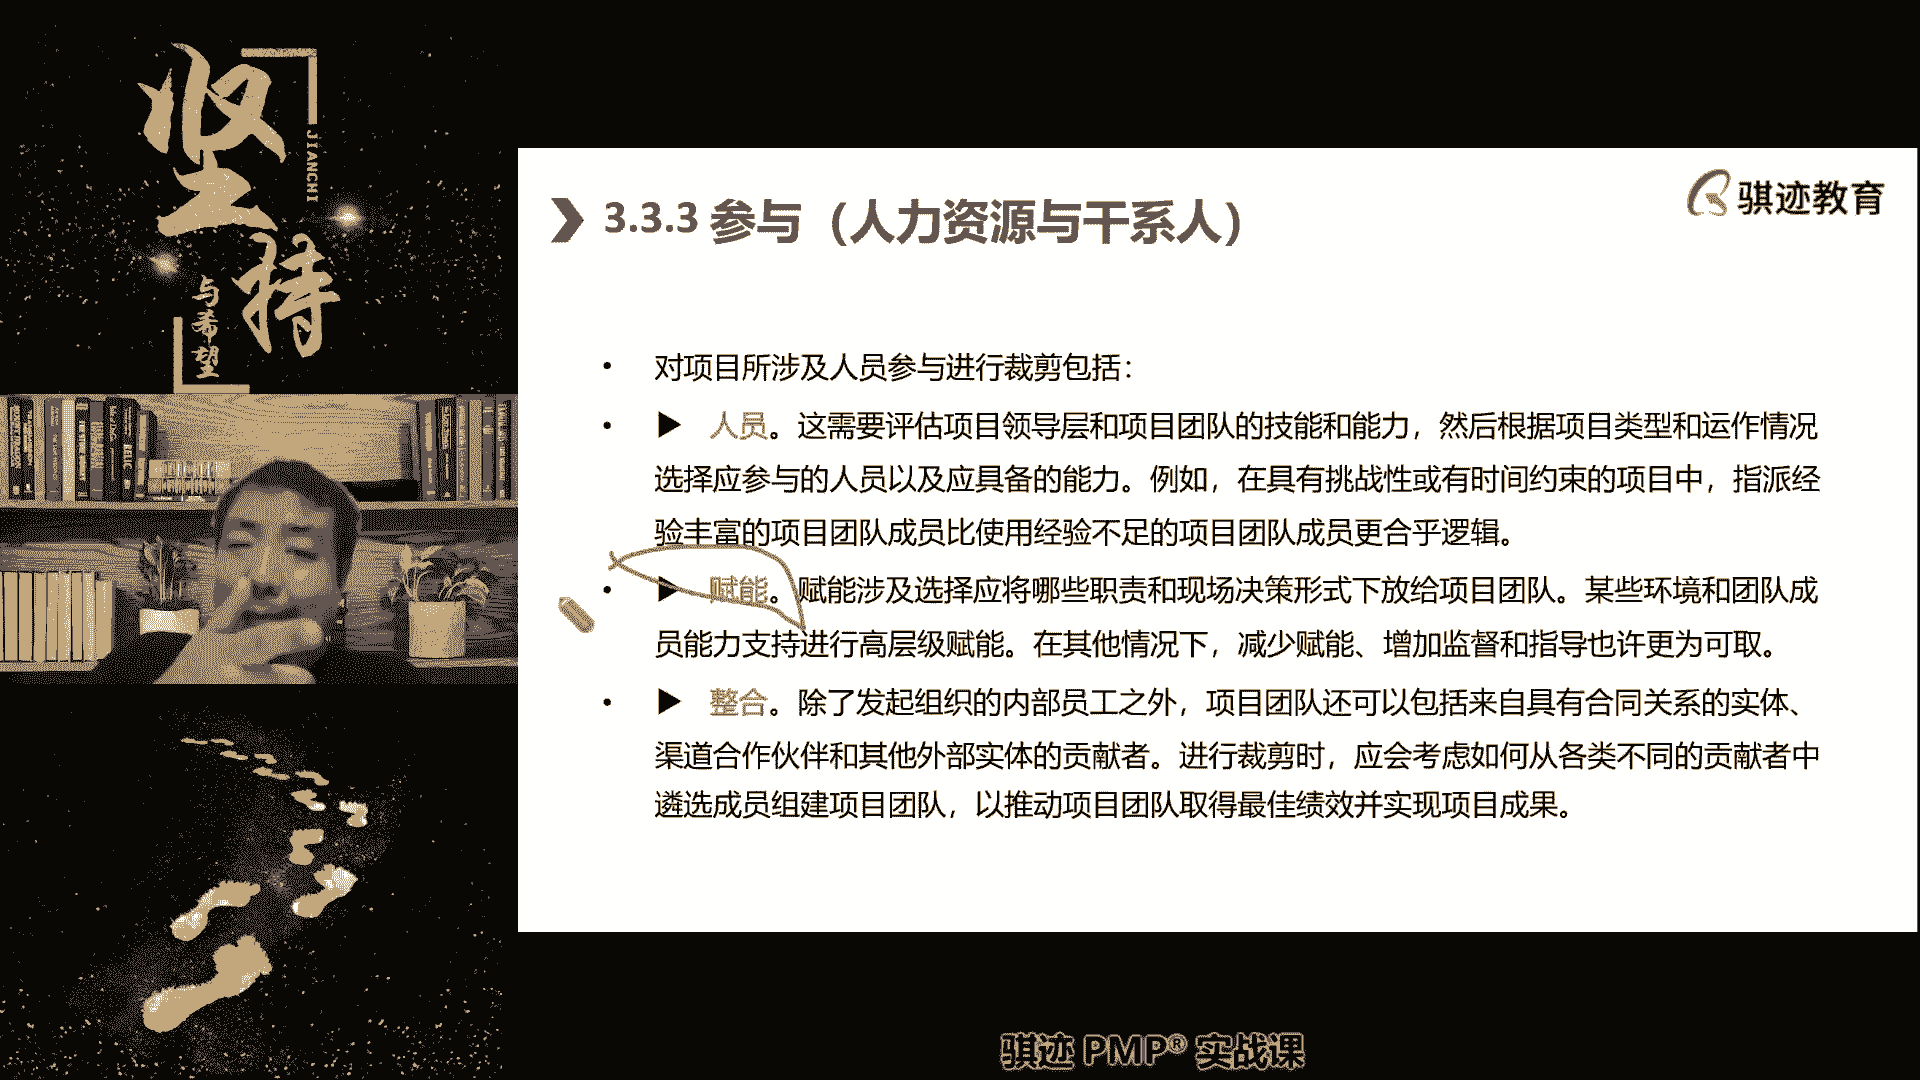 坚持
JIANCHI
与希望
骐迹教育
3.3.3 参与（人力资源与干系人）
• 对项目所涉及人员参与进行裁剪包括：
• ▶ 人员。这需要评估项目领导层和项目团队的技能和能力，然后根据项目类型和运作情况
选择应参与的人员以及应具备的能力。例如，在具有挑战性或有时间约束的项目中，指派经
验丰富的项目团队成员比使用经验不足的项目团队成员更合乎逻辑。
• ▶ 赋能。赋能涉及选择应将哪些职责和现场决策形式下放给项目团队。某些环境和团队成
员能力支持进行高层级赋能。在其他情况下，减少赋能、增加监督和指导也许更为可取。
• ▶ 整合。除了发起组织的内部员工之外，项目团队还可以包括来自具有合同关系的实体、
渠道合作伙伴和其他外部实体的贡献者。进行裁剪时，应会考虑如何从各类不同的贡献者中
遴选成员组建项目团队，以推动项目团队取得最佳绩效并实现项目成果。
骐迹 PMP® 实战课